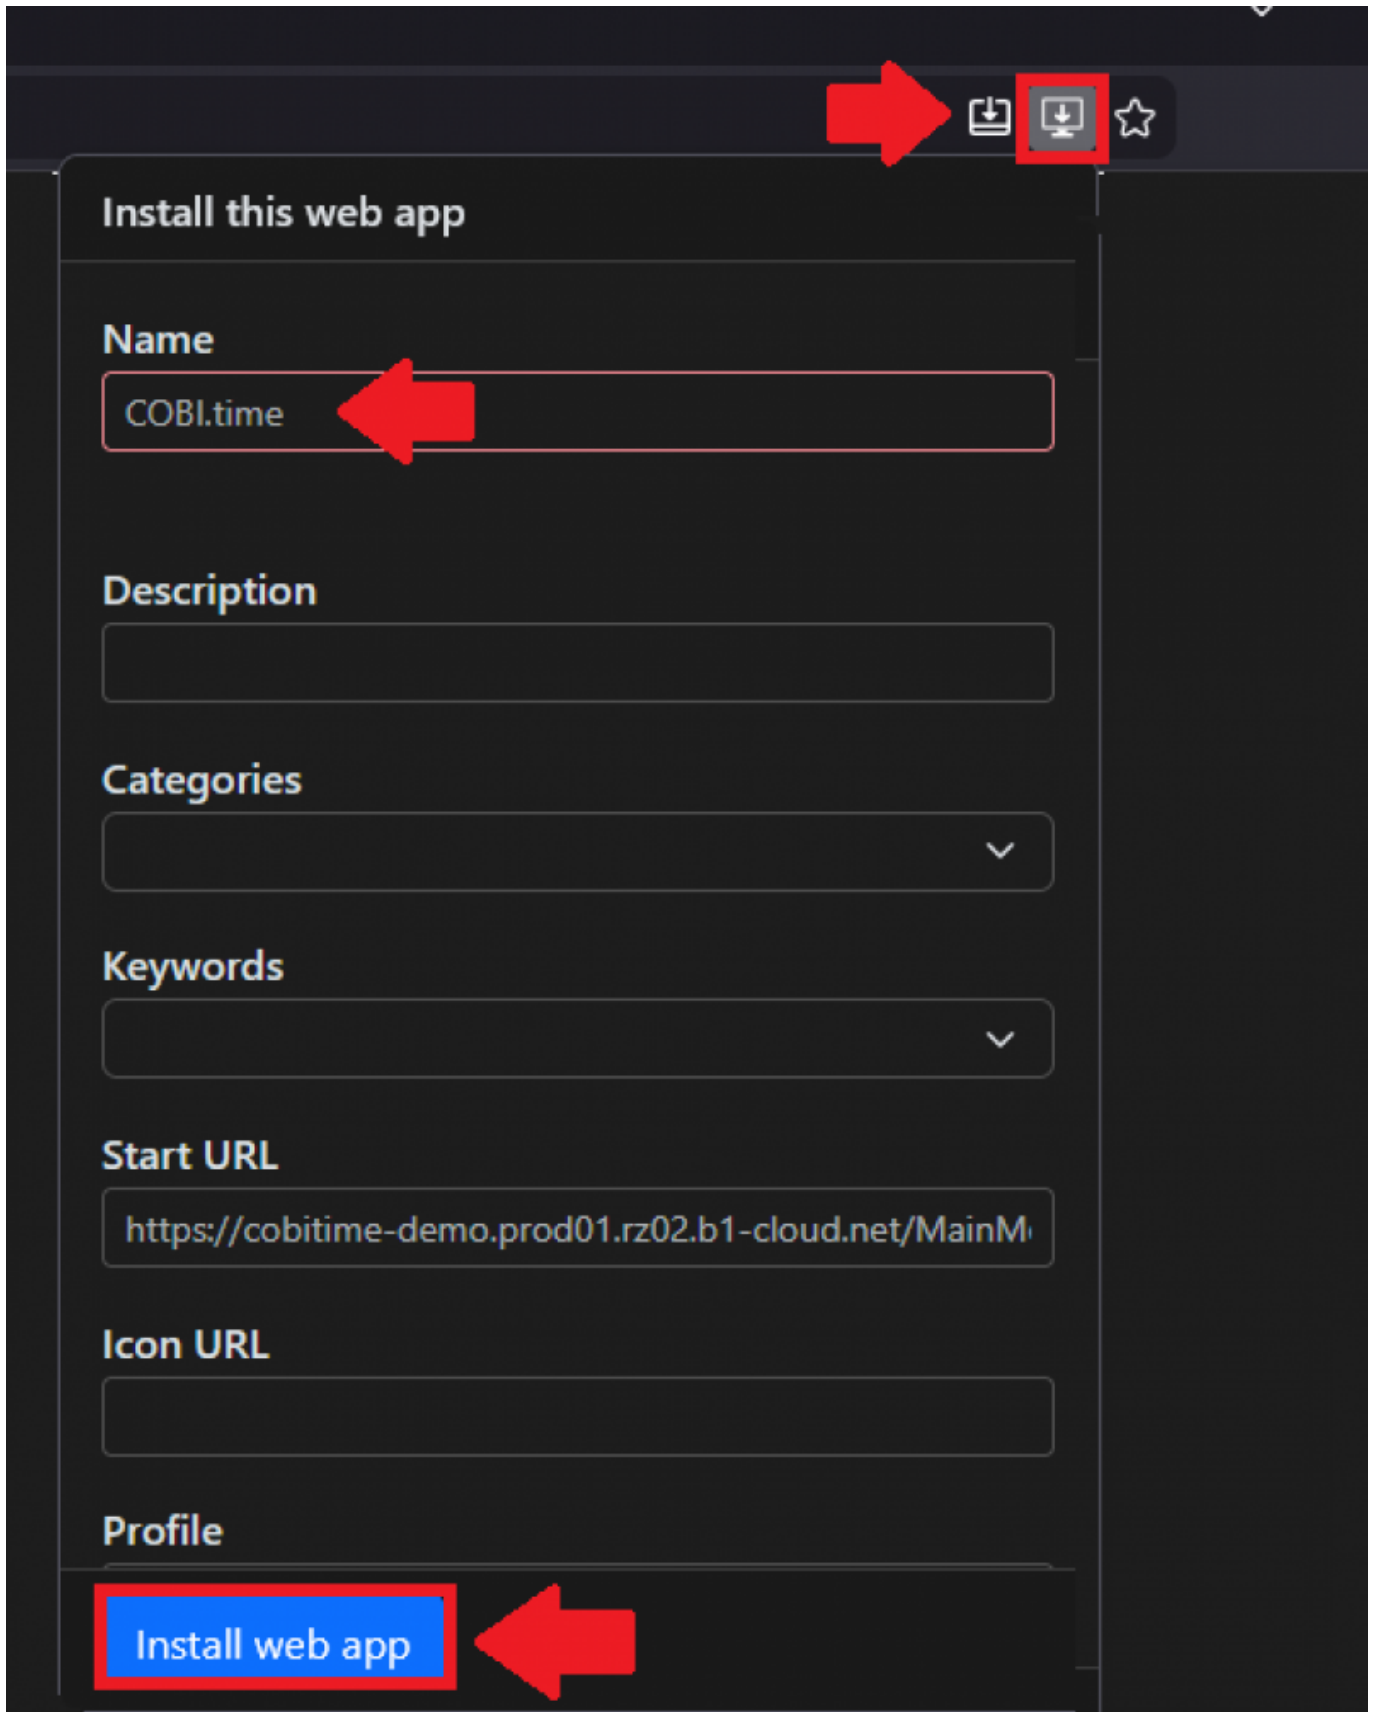 Install this web app
Name
COBI.time
Description
Categories
Keywords
Start URL
https://cobitime-demo.prod01.rz02.b1-cloud.net/MainM
Icon URL
Profile
Install web app